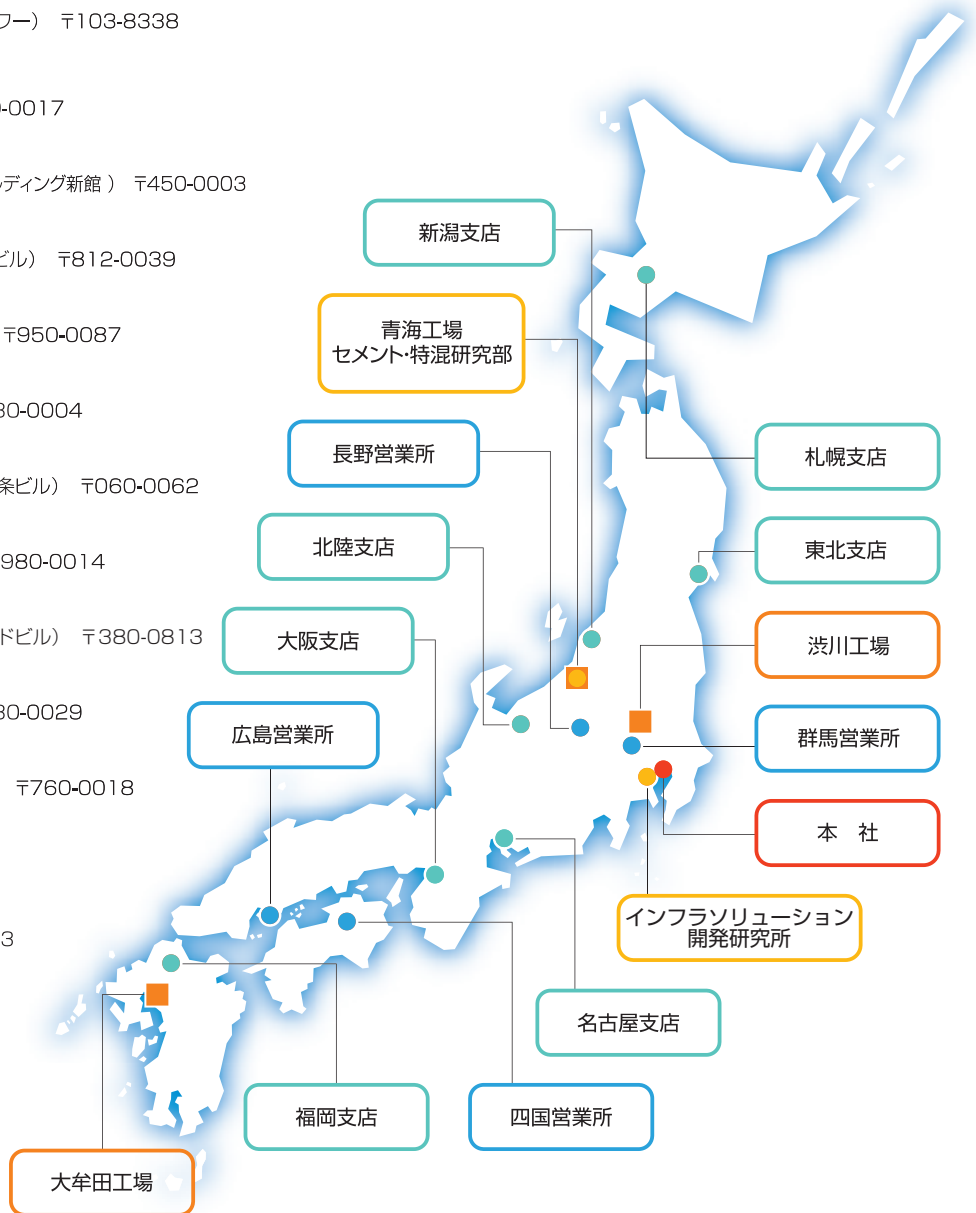 フー） 〒103-8338
-0017
ルディング新館 ） 〒450-0003
ビル） 〒812-0039
〒950-0087
30-0004
条ビル） 〒060-0062
980-0014
ドビル） 〒380-0813
30-0029
〒760-0018
3
新潟支店
青海工場
セメント・特混研究部
長野営業所
北陸支店
大阪支店
広島営業所
札幌支店
東北支店
渋川工場
群馬営業所
本　社
インフラソリューション
開発研究所
名古屋支店
福岡支店
四国営業所
大牟田工場